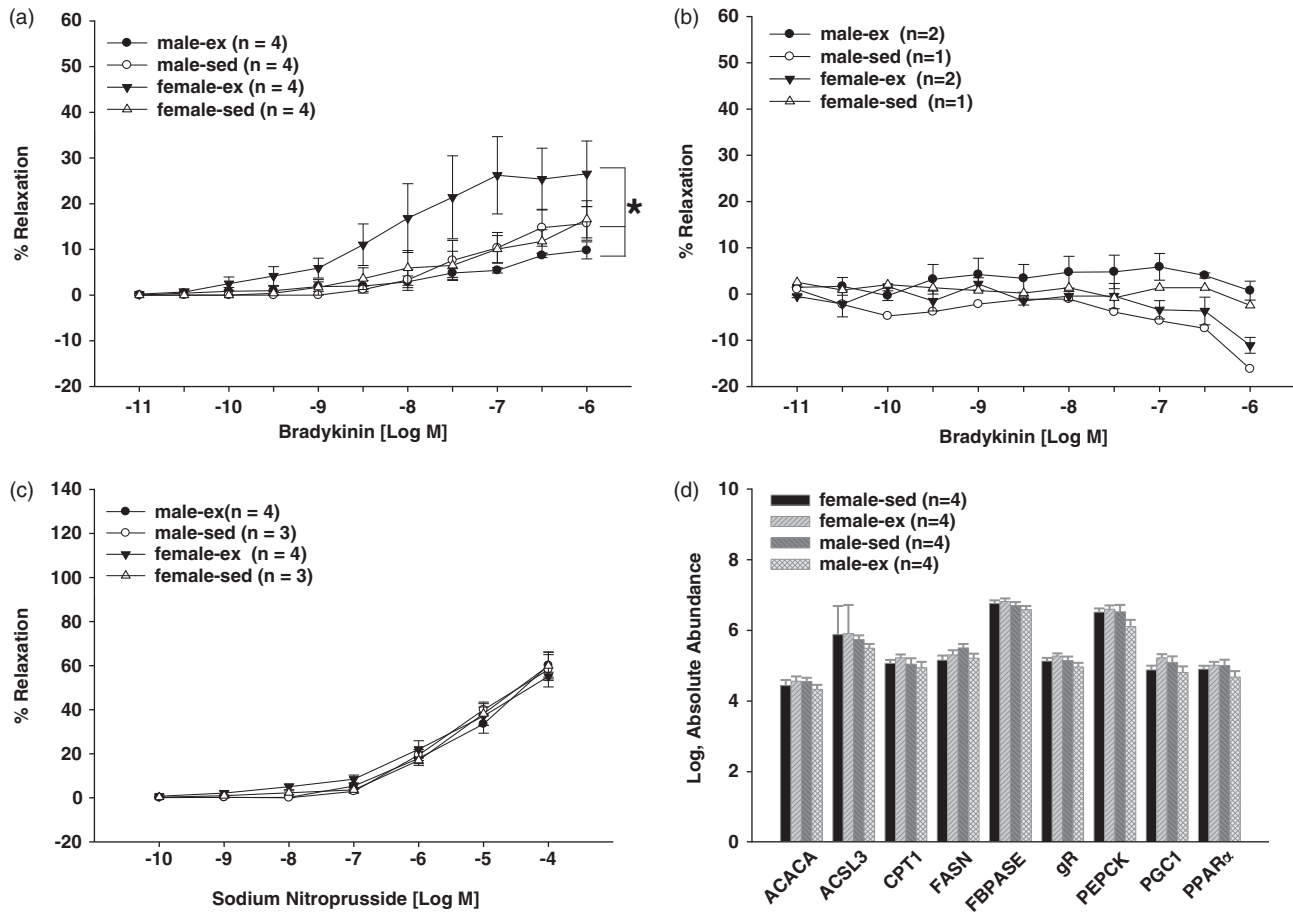 (a)
60
50
40
30
20
10
0
-10
-20
% Relaxation
male-ex (n = 4)
male-sed (n = 4)
female-ex (n = 4)
female-sed (n = 4)
*
-11
-10
-9
-8
-7
-6
Bradykinin [Log M]
(b)
60
50
40
30
20
10
0
-10
-20
% Relaxation
male-ex (n=2)
male-sed (n=1)
female-ex (n=2)
female-sed (n=1)
-11
-10
-9
-8
-7
-6
Bradykinin [Log M]
(c)
140
120
100
80
60
40
20
0
-20
% Relaxation
male-ex(n = 4)
male-sed (n = 3)
female-ex (n = 4)
female-sed (n = 3)
-10
-9
-8
-7
-6
-5
-4
Sodium Nitroprusside [Log M]
(d)
10
8
6
4
2
0
Log, Absolute Abundance
female-sed (n=4)
female-ex (n=4)
male-sed (n=4)
male-ex (n=4)
ACACA
ACSL3
CPT1
FASN
FBPASE
gR
PEPCK
PGC1
PPARα